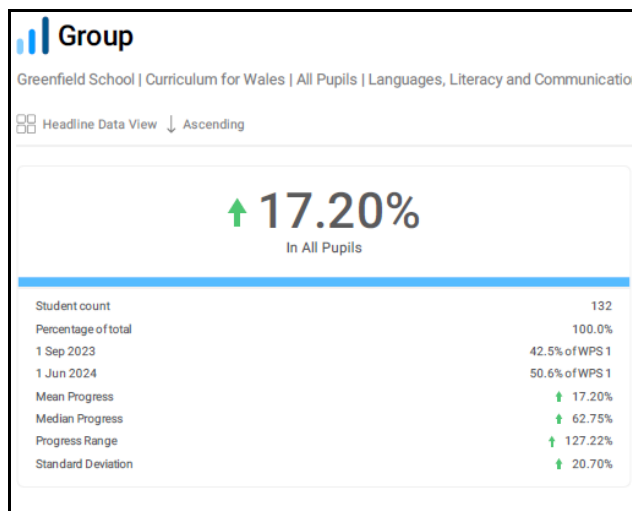 Group
Greenfield School | Curriculum for Wales | All Pupils | Languages, Literacy and Communicatio
Headline Data View ↓ Ascending
17.20%
In All Pupils
Student count 132
Percentage of total 100.0%
1 Sep 2023 42.5% of WPS 1
1 Jun 2024 50.6% of WPS 1
Mean Progress 17.20%
Median Progress 62.75%
Progress Range 127.22%
Standard Deviation 20.70%